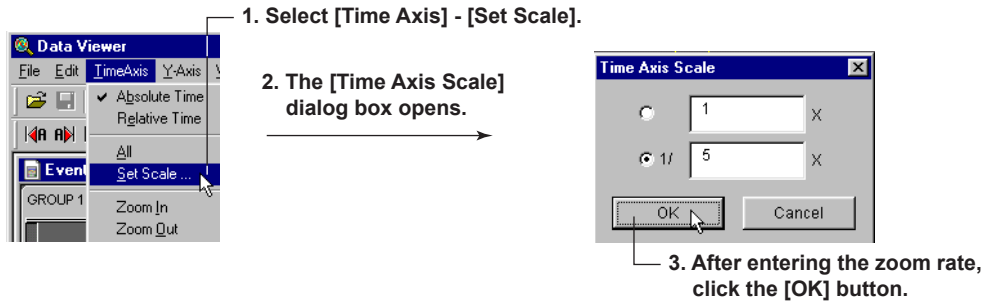 1. Select [Time Axis] - [Set Scale].
Data Viewer
File Edit TimeAxis Y-Axis
Absolute Time
Relative Time
All
Set Scale ...
Zoom In
Zoom Out
Event
GROUP 1
2. The [Time Axis Scale]
dialog box opens.
Time Axis Scale
1 X
1/ 5 X
OK Cancel
3. After entering the zoom rate,
click the [OK] button.